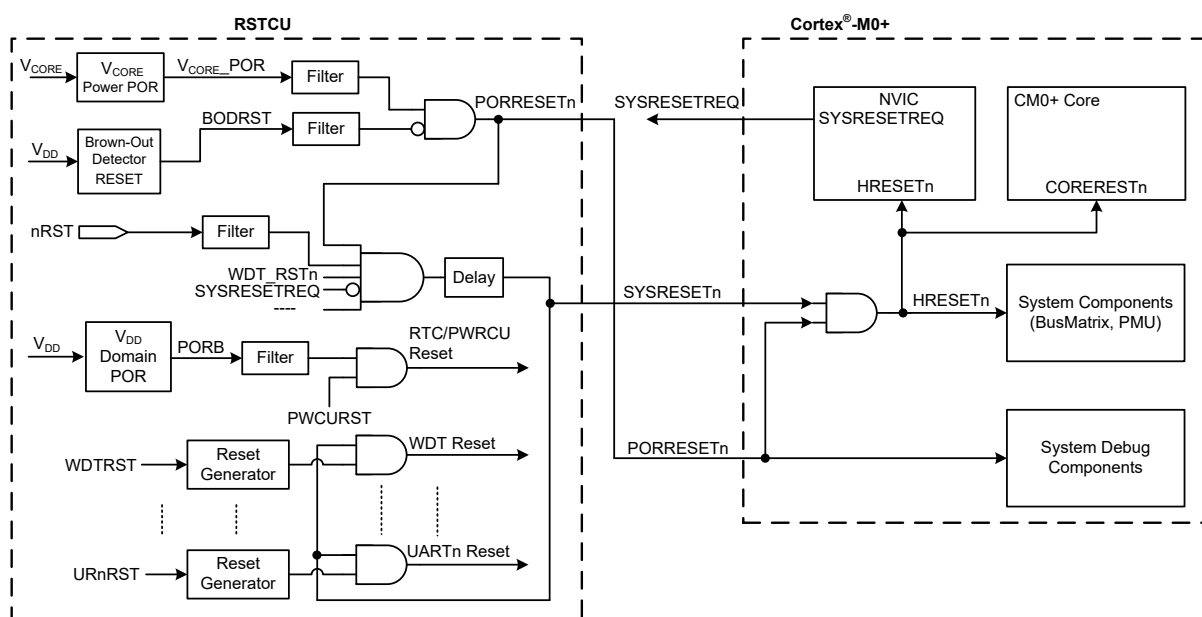 RSTCU
Cortex®-M0+
VCORE
VCORE
Power POR
VCORE_POR
Filter
PORRESETn
BODRST
Filter
VDD
Brown-Out
Detector
RESET
SYSRESETREQ
NVIC
SYSRESETREQ
HRESETn
CM0+ Core
CORERESTn
nRST
Filter
WDT_RSTn
SYSRESETREQ
----
Delay
SYSRESETn
HRESETn
System Components
(BusMatrix, PMU)
VDD
VDD
Domain
POR
PORB
Filter
RTC/PWRCU
Reset
PWCURST
WDTRST
Reset
Generator
WDT Reset
PORRESETn
System Debug
Components
URnRST
Reset
Generator
UARTn Reset